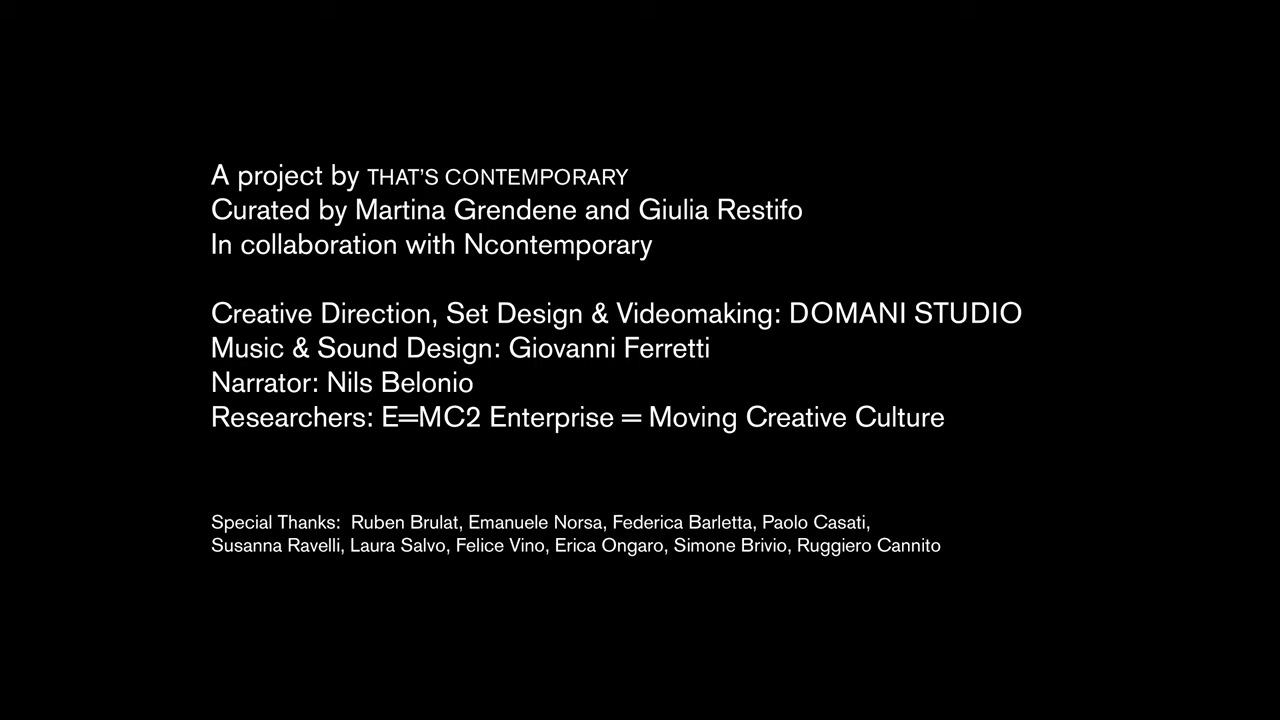 A project by THAT'S CONTEMPORARY
Curated by Martina Grendene and Giulia Restifo
In collaboration with Ncontemporary
Creative Direction, Set Design & Videomaking: DOMANI STUDIO
Music & Sound Design: Giovanni Ferretti
Narrator: Nils Belonio
Researchers: E=MC2 Enterprise = Moving Creative Culture
Special Thanks: Ruben Brulat, Emanuele Norsa, Federica Barletta, Paolo Casati,
Susanna Ravelli, Laura Salvo, Felice Vino, Erica Ongaro, Simone Brivio, Ruggiero Cannito